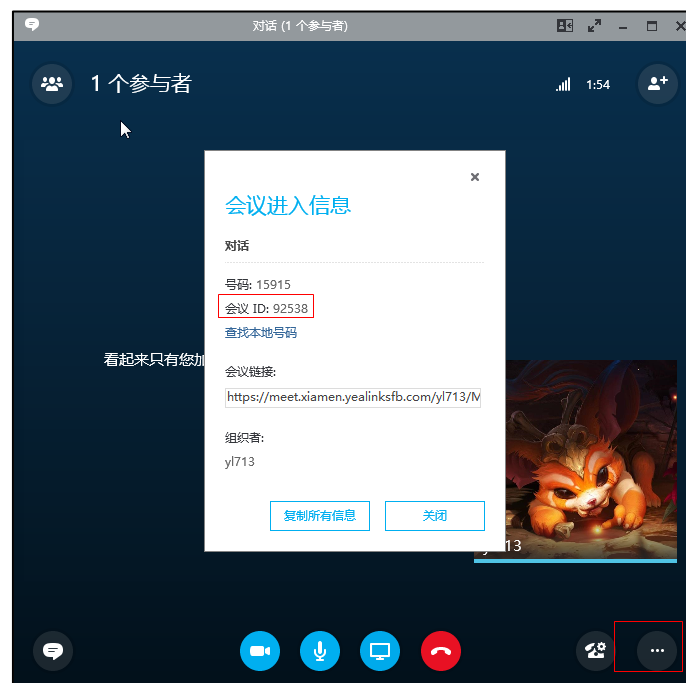 对话 (1 个参与者)
1 个参与者
1:54
会议进入信息
对话
号码: 15915
会议 ID: 92538
查找本地号码
看起来只有您加
会议链接:
https://meet.xiamen.yealinksfb.com/yl713/M
组织者:
yl713
复制所有信息
关闭
13